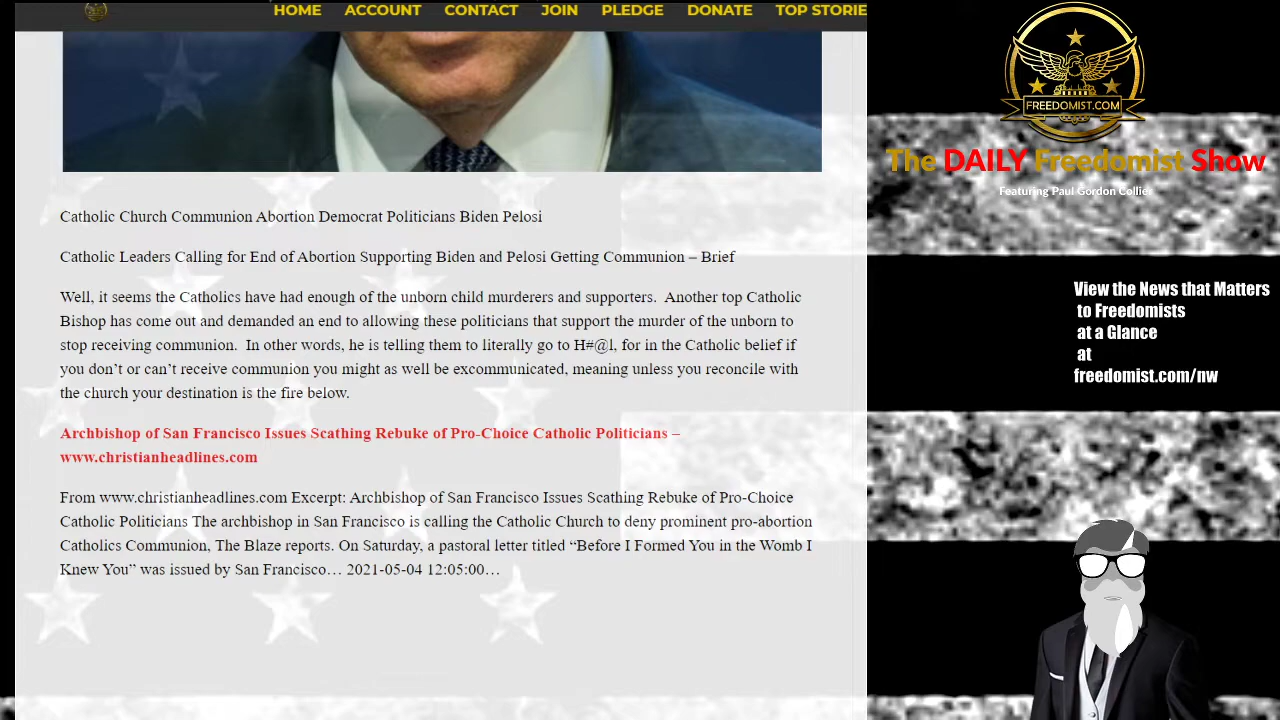 HOME ACCOUNT CONTACT JOIN PLEDGE DONATE TOP STORIE
FREEDOMIST.COM
The DAILY Freedomist Show
Featuring Paul Gordon Collie
Catholic Church Communion Abortion Democrat Politicians Biden Pelosi
Catholic Leaders Calling for End of Abortion Supporting Biden and Pelosi Getting Communion – Brief
Well, it seems the Catholics have had enough of the unborn child murderers and supporters. Another top Catholic
Bishop has come out and demanded an end to allowing these politicians that support the murder of the unborn to
stop receiving communion. In other words, he is telling them to literally go to H#@l, for in the Catholic belief if
you don’t or can’t receive communion you might as well be excommunicated, meaning unless you reconcile with
the church your destination is the fire below.
Archbishop of San Francisco Issues Scathing Rebuke of Pro-Choice Catholic Politicians –
www.christianheadlines.com
From www.christianheadlines.com Excerpt: Archbishop of San Francisco Issues Scathing Rebuke of Pro-Choice
Catholic Politicians The archbishop in San Francisco is calling the Catholic Church to deny prominent pro-abortion
Catholics Communion, The Blaze reports. On Saturday, a pastoral letter titled “Before I Formed You in the Womb I
Knew You” was issued by San Francisco… 2021-05-04 12:05:00…
View the News that Matters
to Freedomists
at a Glance
at
freedomist.com/nw